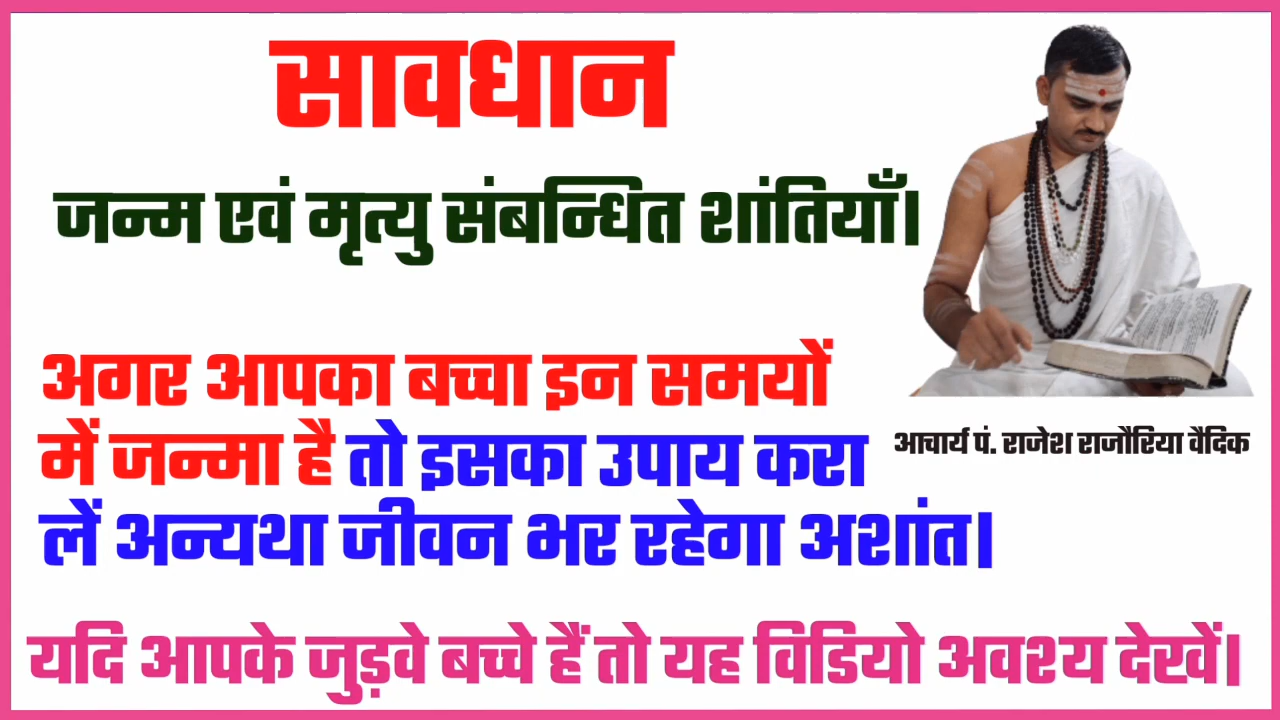 सावधान
जन्म एवं मृत्यु संबन्धित शांतियाँ।
अगर आपका बच्चा इन समयों
में जन्मा है तो इसका उपाय करा
लें अन्यथा जीवन भर रहेगा अशांत।
आचार्य पं. राजेश राजौरिया वैदिक
यदि आपके जुड़वे बच्चे हैं तो यह विडियो अवश्य देखें।